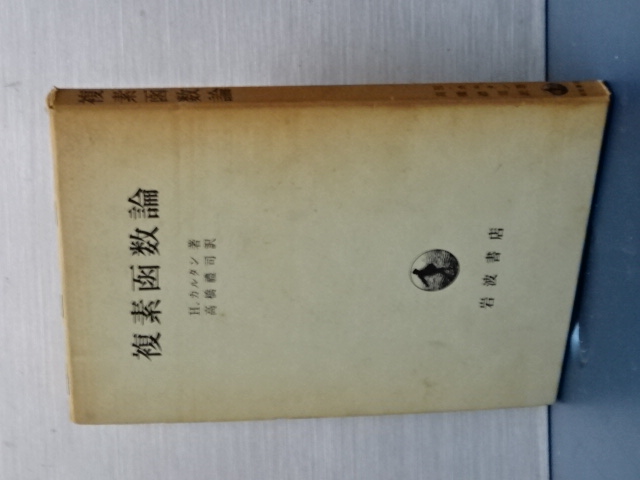 複素函数論
H. カルタン 著
高橋禮司 訳
岩波書店
複素函数論